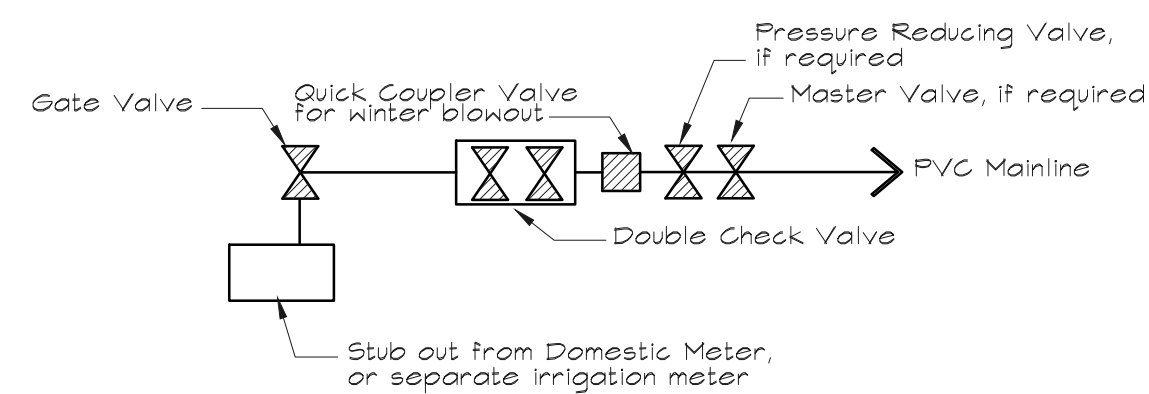 Pressure Reducing Valve,
if required
Gate Valve
Quick Coupler Valve
for winter blowout
Master Valve, if required
PVC Mainline
Double Check Valve
Stub out from Domestic Meter,
or separate irrigation meter